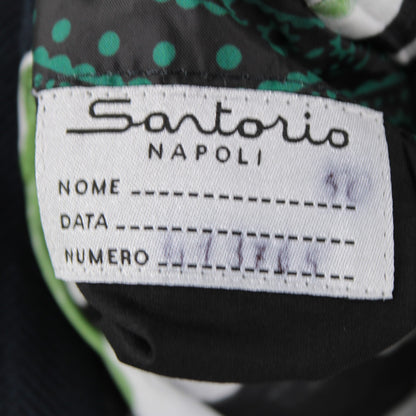 Sartorio
NAPOLI
NOME
DATA
NUMERO